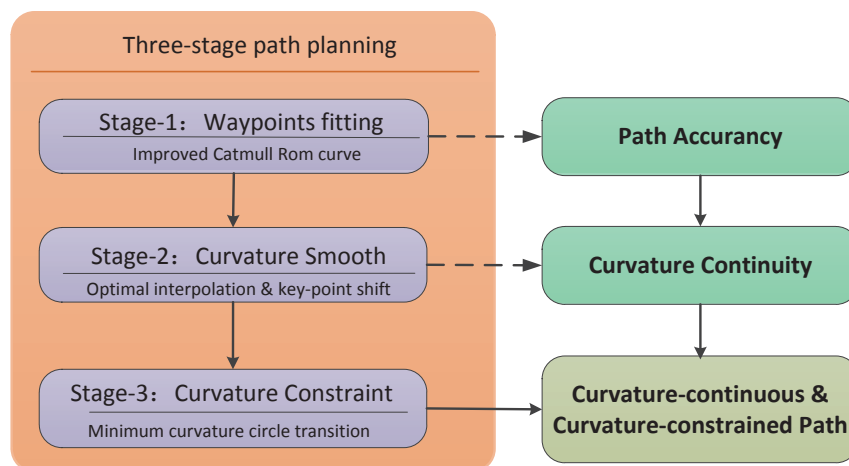 Three-stage path planning
Stage-1：Waypoints fitting
Improved Catmull Rom curve
Path Accurancy
Stage-2：Curvature Smooth
Optimal interpolation & key-point shift
Curvature Continuity
Stage-3：Curvature Constraint
Minimum curvature circle transition
Curvature-continuous &
Curvature-constrained Path